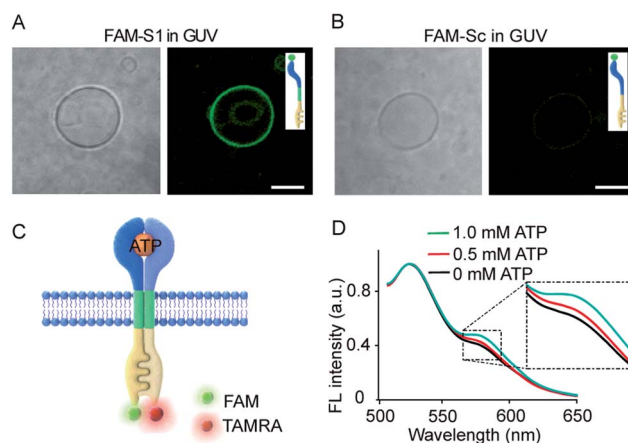 A
FAM-S1 in GUV
B
FAM-Sc in GUV
C
ATP
FAM
TAMRA
D
1.0 mM ATP
0.5 mM ATP
0 mM ATP
FL intensity (a.u.)
0.8
0.4
0
500
550
600
650
Wavelength (nm)